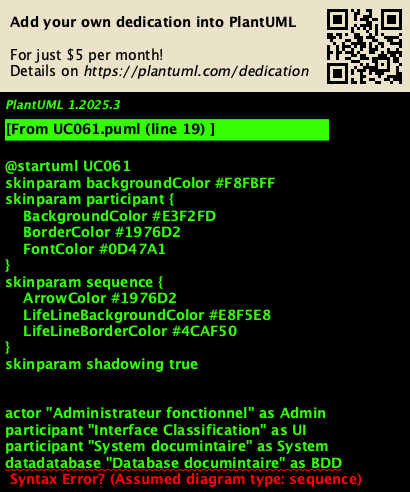 Add your own dedication into PlantUML
For just $5 per month!
Details on https://plantuml.com/dedication
PlantUML 1.2025.3
[From UC061.puml (line 19) ]
@startuml UC061
skinparam backgroundColor #F8FBFF
skinparam participant {
BackgroundColor #E3F2FD
BorderColor #1976D2
FontColor #0D47A1
}
skinparam sequence {
ArrowColor #1976D2
LifeLineBackgroundColor #E8F5E8
LifeLineBorderColor #4CAF50
}
skinparam shadowing true
actor "Administrateur fonctionnel" as Admin
participant "Interface Classification" as UI
participant "System documintaire" as System
datadatabase "Database documintaire" as BDD
Syntax Error? (Assumed diagram type: sequence)